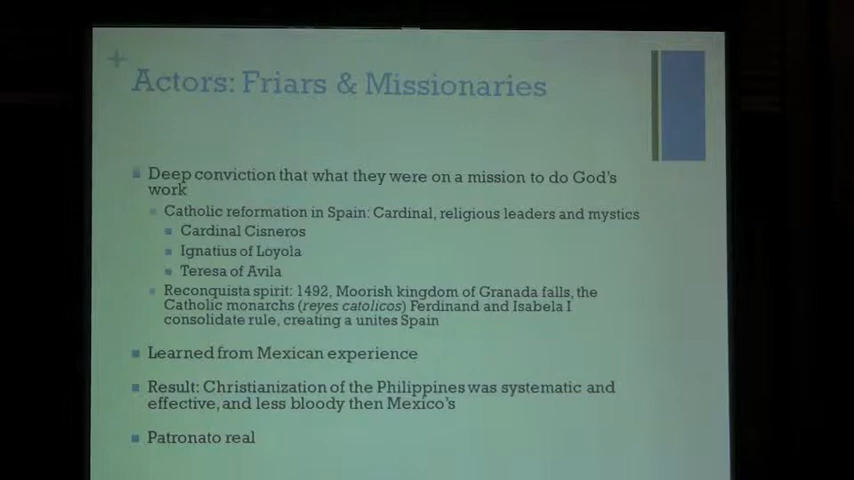 +
Actors: Friars & Missionaries
Deep conviction that what they were on a mission to do God's
work
Catholic reformation in Spain: Cardinal, religious leaders and mystics
Cardinal Cisneros
Ignatius of Loyola
Teresa of Avila
Reconquista spirit: 1492, Moorish kingdom of Granada falls, the
Catholic monarchs (reyes catolicos) Ferdinand and Isabela I
consolidate rule, creating a unites Spain
Learned from Mexican experience
Result: Christianization of the Philippines was systematic and
effective, and less bloody then Mexico's
Patronato real